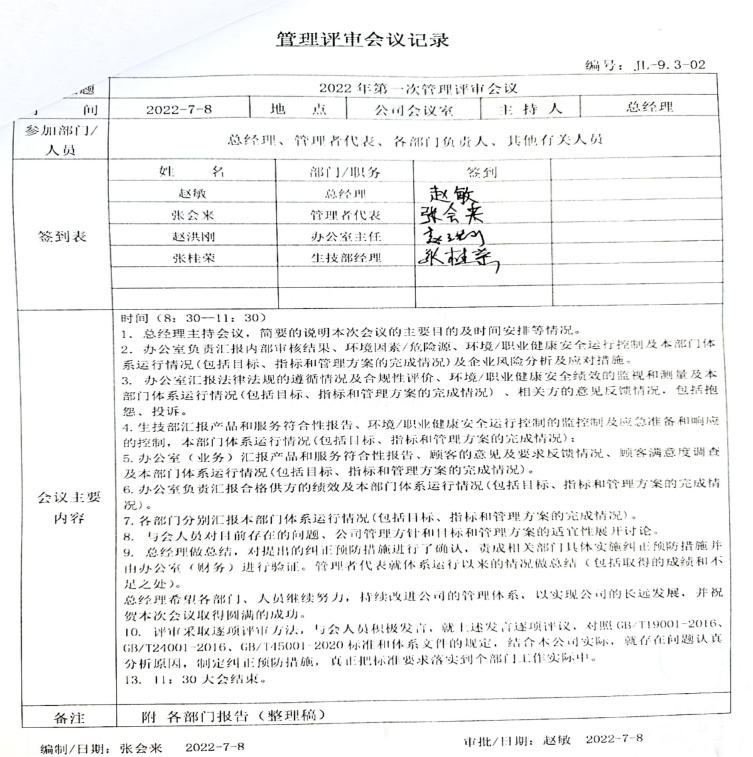 管理评审会议记录
编号：JL-9.3-02
题 2022年第一次管理评审会议
间 2022-7-8 地 点 公司会议室 主 持 人 总经理
参加部门/
人员
总经理、管理者代表、各部门负责人、其他有关人员
签到表
姓 名 部门/职务 签到
赵敏 总经理 赵敏
张会来 管理者代表 张会来
赵洪刚 办公室主任 赵洪刚
张桂荣 生技部经理 张桂荣
会议主要
内容
时间（8：30—11：30）
1. 总经理主持会议，简要的说明本次会议的主要目的及时间安排等情况。
2. 办公室负责汇报内部审核结果、环境因素/危险源、环境/职业健康安全运行控制及本部门体
系运行情况(包括目标、指标和管理方案的完成情况)及企业风险分析及应对措施。
3. 办公室汇报法律法规的遵循情况及合规性评价、环境/职业健康安全绩效的监视和测量及本
部门体系运行情况(包括目标、指标和管理方案的完成情况）、相关方的意见反馈情况，包括抱
怨、投诉。
4.生技部汇报产品和服务符合性报告、环境/职业健康安全运行控制的监控制及应急准备和响应
的控制，本部门体系运行情况(包括目标、指标和管理方案的完成情况)；
5.办公室（业务）汇报产品和服务符合性报告、顾客的意见及要求反馈情况、顾客满意度调查
及本部门体系运行情况(包括目标、指标和管理方案的完成情况)。
6.办公室负责汇报合格供方的绩效及本部门体系运行情况(包括目标、指标和管理方案的完成情
况)。
7.各部门分别汇报本部门体系运行情况(包括目标、指标和管理方案的完成情况)。
8. 与会人员对目前存在的问题、公司管理方针和目标和管理方案的适宜性展开讨论。
9. 总经理做总结，对提出的纠正预防措施进行了确认，责成相关部门具体实施纠正预防措施并
由办公室（财务）进行验证。管理者代表就体系运行以来的情况做总结（包括取得的成绩和不
足之处)。
总经理希望各部门、人员继续努力，持续改进公司的管理体系，以实现公司的长远发展，并祝
贺本次会议取得圆满的成功。
10. 评审采取逐项评审方法，与会人员积极发言，就上述发言逐项评议，对照GB/T19001-2016、
GB/T24001-2016、GB/T45001-2020标准和体系文件的规定，结合本公司实际，就存在问题认真
分析原因，制定纠正预防措施，真正把标准要求落实到个部门工作实际中。
13. 11：30大会结束。
备注 附 各部门报告（整理稿）
编制/日期：张会来 2022-7-8 审批/日期：赵敏 2022-7-8